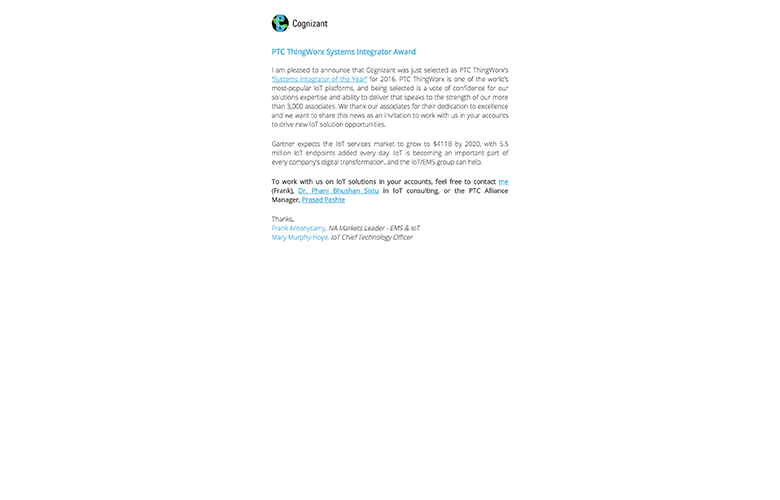 Cognizant
PTC ThingWorx Systems Integrator Award
I am pleased to announce that Cognizant was just selected as PTC ThingWorx's
"Systems Integrator of the Year" for 2016. PTC ThingWorx is one of the world's
most-popular IoT platforms, and being selected is a vote of confidence for our
solutions expertise and ability to deliver that speaks to the strength of our more
than 3,000 associates. We thank our associates for their dedication to excellence
and we want to share this news as an invitation to work with us in your accounts
to drive new IoT solution opportunities.
Gartner expects the IoT services market to grow to $411B by 2020, with 5.5
million IoT endpoints added every day. IoT is becoming an important part of
every company's digital transformation, and the IoT/EMS group can help.
To work with us on IoT solutions in your accounts, feel free to contact me
(Frank), Dr. Phani Bhushan Sistu in IoT consulting, or the PTC Alliance
Manager, Prasad Pashte
Thanks,
Frank Antonysamy, NA Markets Leader - EMS & IoT
Mary Murphy-Hoye, IoT Chief Technology Officer